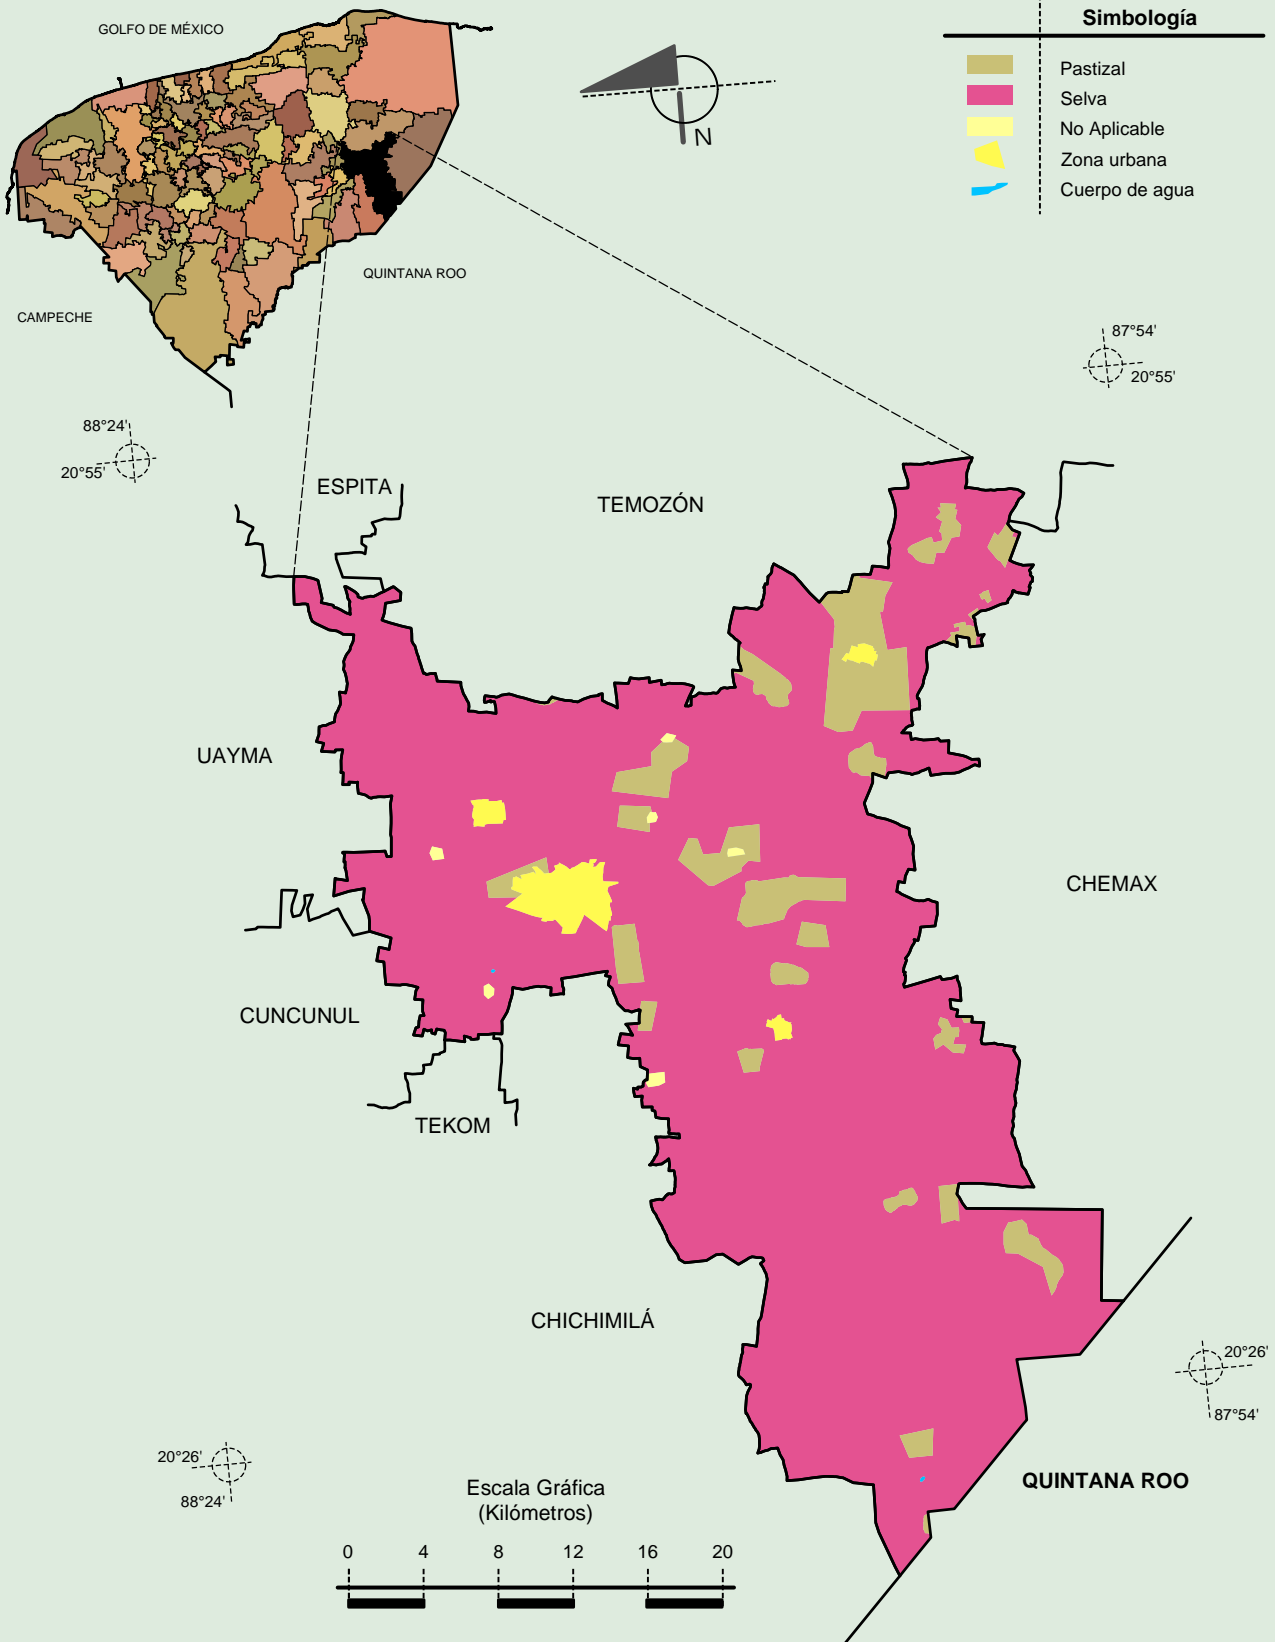 Simbología
GOLFO DE MÉXICO
Pastizal
Selva
No Aplicable
Zona urbana
Cuerpo de agua
N
QUINTANA ROO
CAMPECHE
87°54'
20°55'
88°24'
20°55'
ESPITA
TEMOZÓN
UAYMA
CHEMAX
CUNCUNUL
TEKOM
CHICHIMILÁ
20°26'
87°54'
20°26'
88°24'
QUINTANA ROO
Escala Gráfica
(Kilómetros)
0 4 8 12 16 20